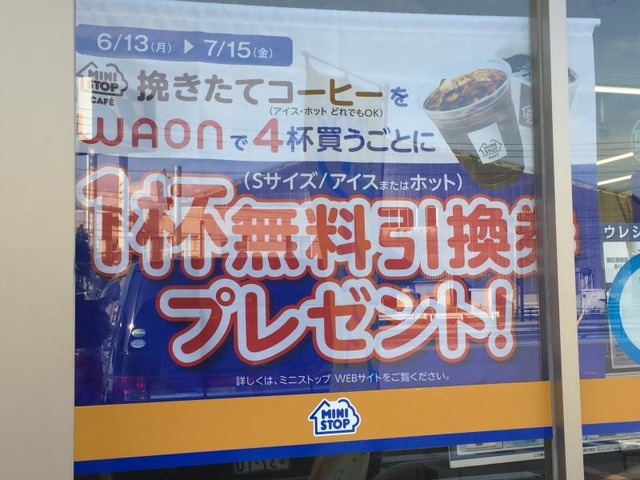 6/13(月) ▶ 7/15(金)
MINI STOP CAFÉ
挽きたてコーヒーを
(アイス・ホット どれでもOK)
WAONで4杯買うごとに
(Sサイズ/アイスまたはホット)
1杯無料引換券
プレゼント!
詳しくは、ミニストップ WEBサイトをご覧ください。
MINI
STOP
ウレシ